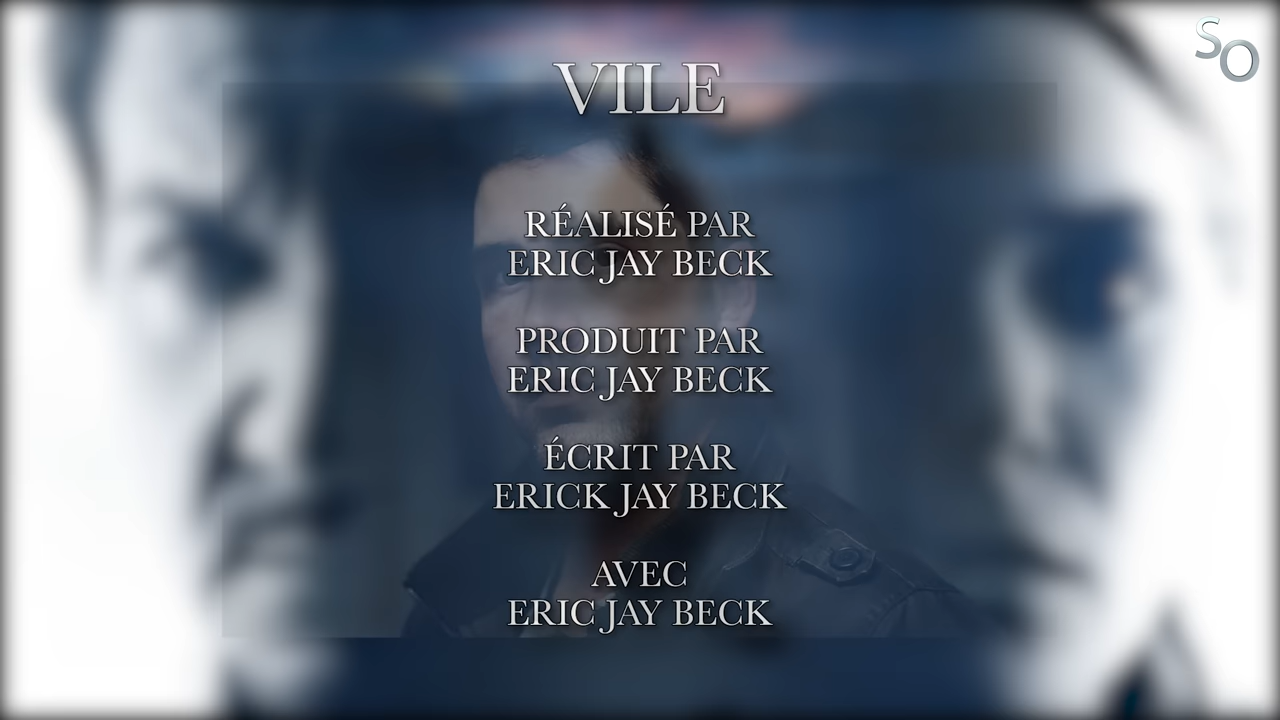 SO
VILE
RÉALISÉ PAR
ERIC JAY BECK
PRODUIT PAR
ERIC JAY BECK
ÉCRIT PAR
ERICK JAY BECK
AVEC
ERIC JAY BECK